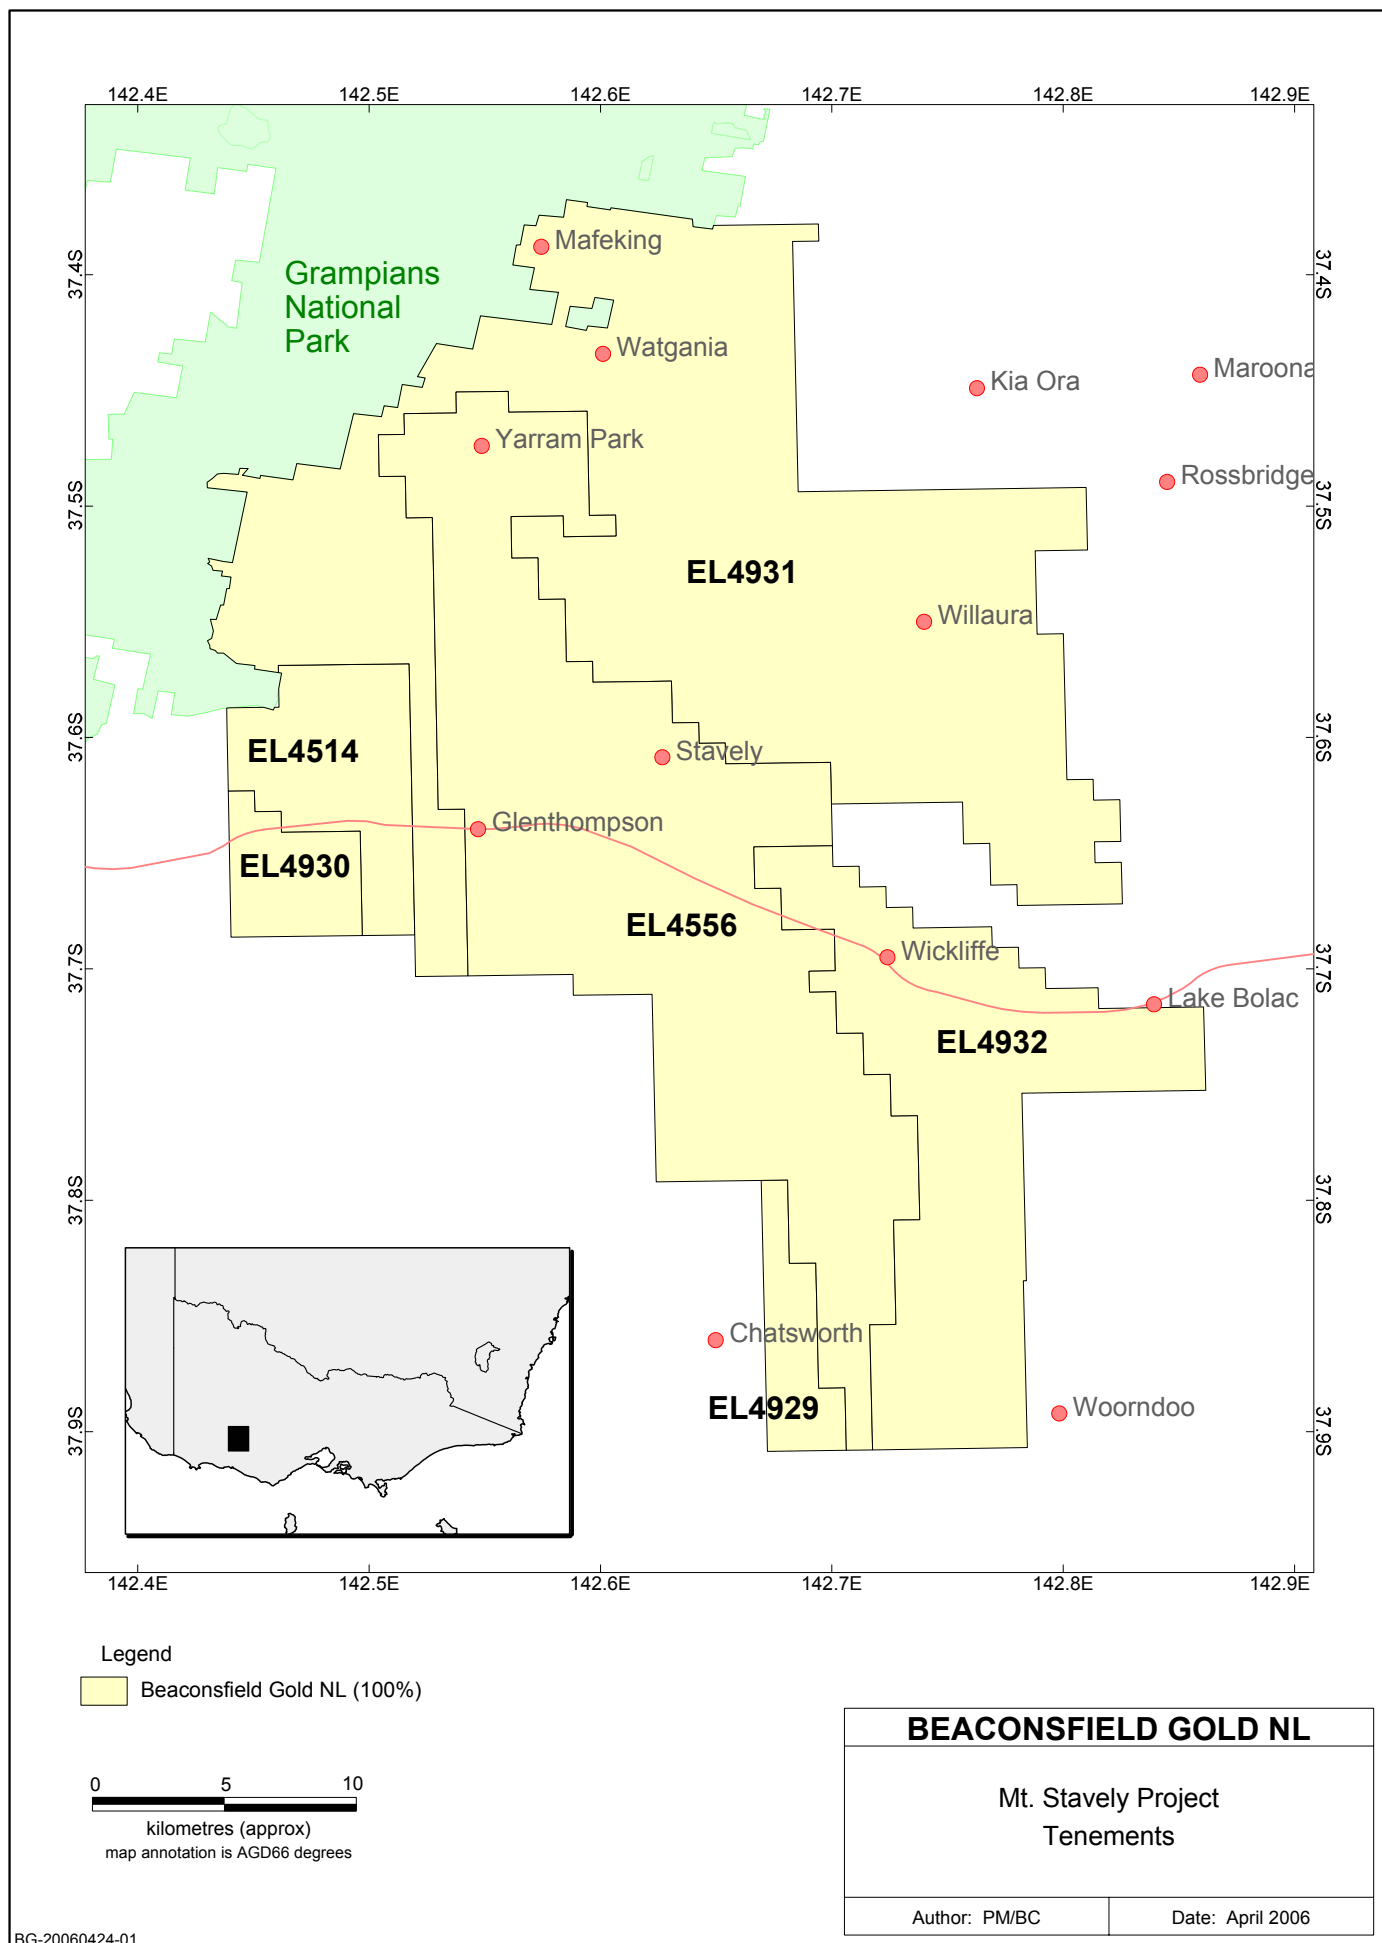 142.4E 142.5E 142.6E 142.7E 142.8E 142.9E
Mafeking
37.4S
Grampians
National
Park
37.4S
Watgania
Kia Ora
Maroona
Yarram Park
Rossbridge
37.5S
37.5S
EL4931
Willaura
37.6S
EL4514
Stavely
37.6S
Glenthompson
EL4930
EL4556
Wickliffe
37.7S
37.7S
Lake Bolac
EL4932
37.8S
37.8S
Chatsworth
EL4929
Woorndoo
37.9S
37.9S
142.4E 142.5E 142.6E 142.7E 142.8E 142.9E
Legend
Beaconsfield Gold NL (100%)
0 5 10
kilometres (approx)
map annotation is AGD66 degrees
BEACONSFIELD GOLD NL
Mt. Stavely Project
Tenements
Author: PM/BC Date: April 2006
BG-20060424-01